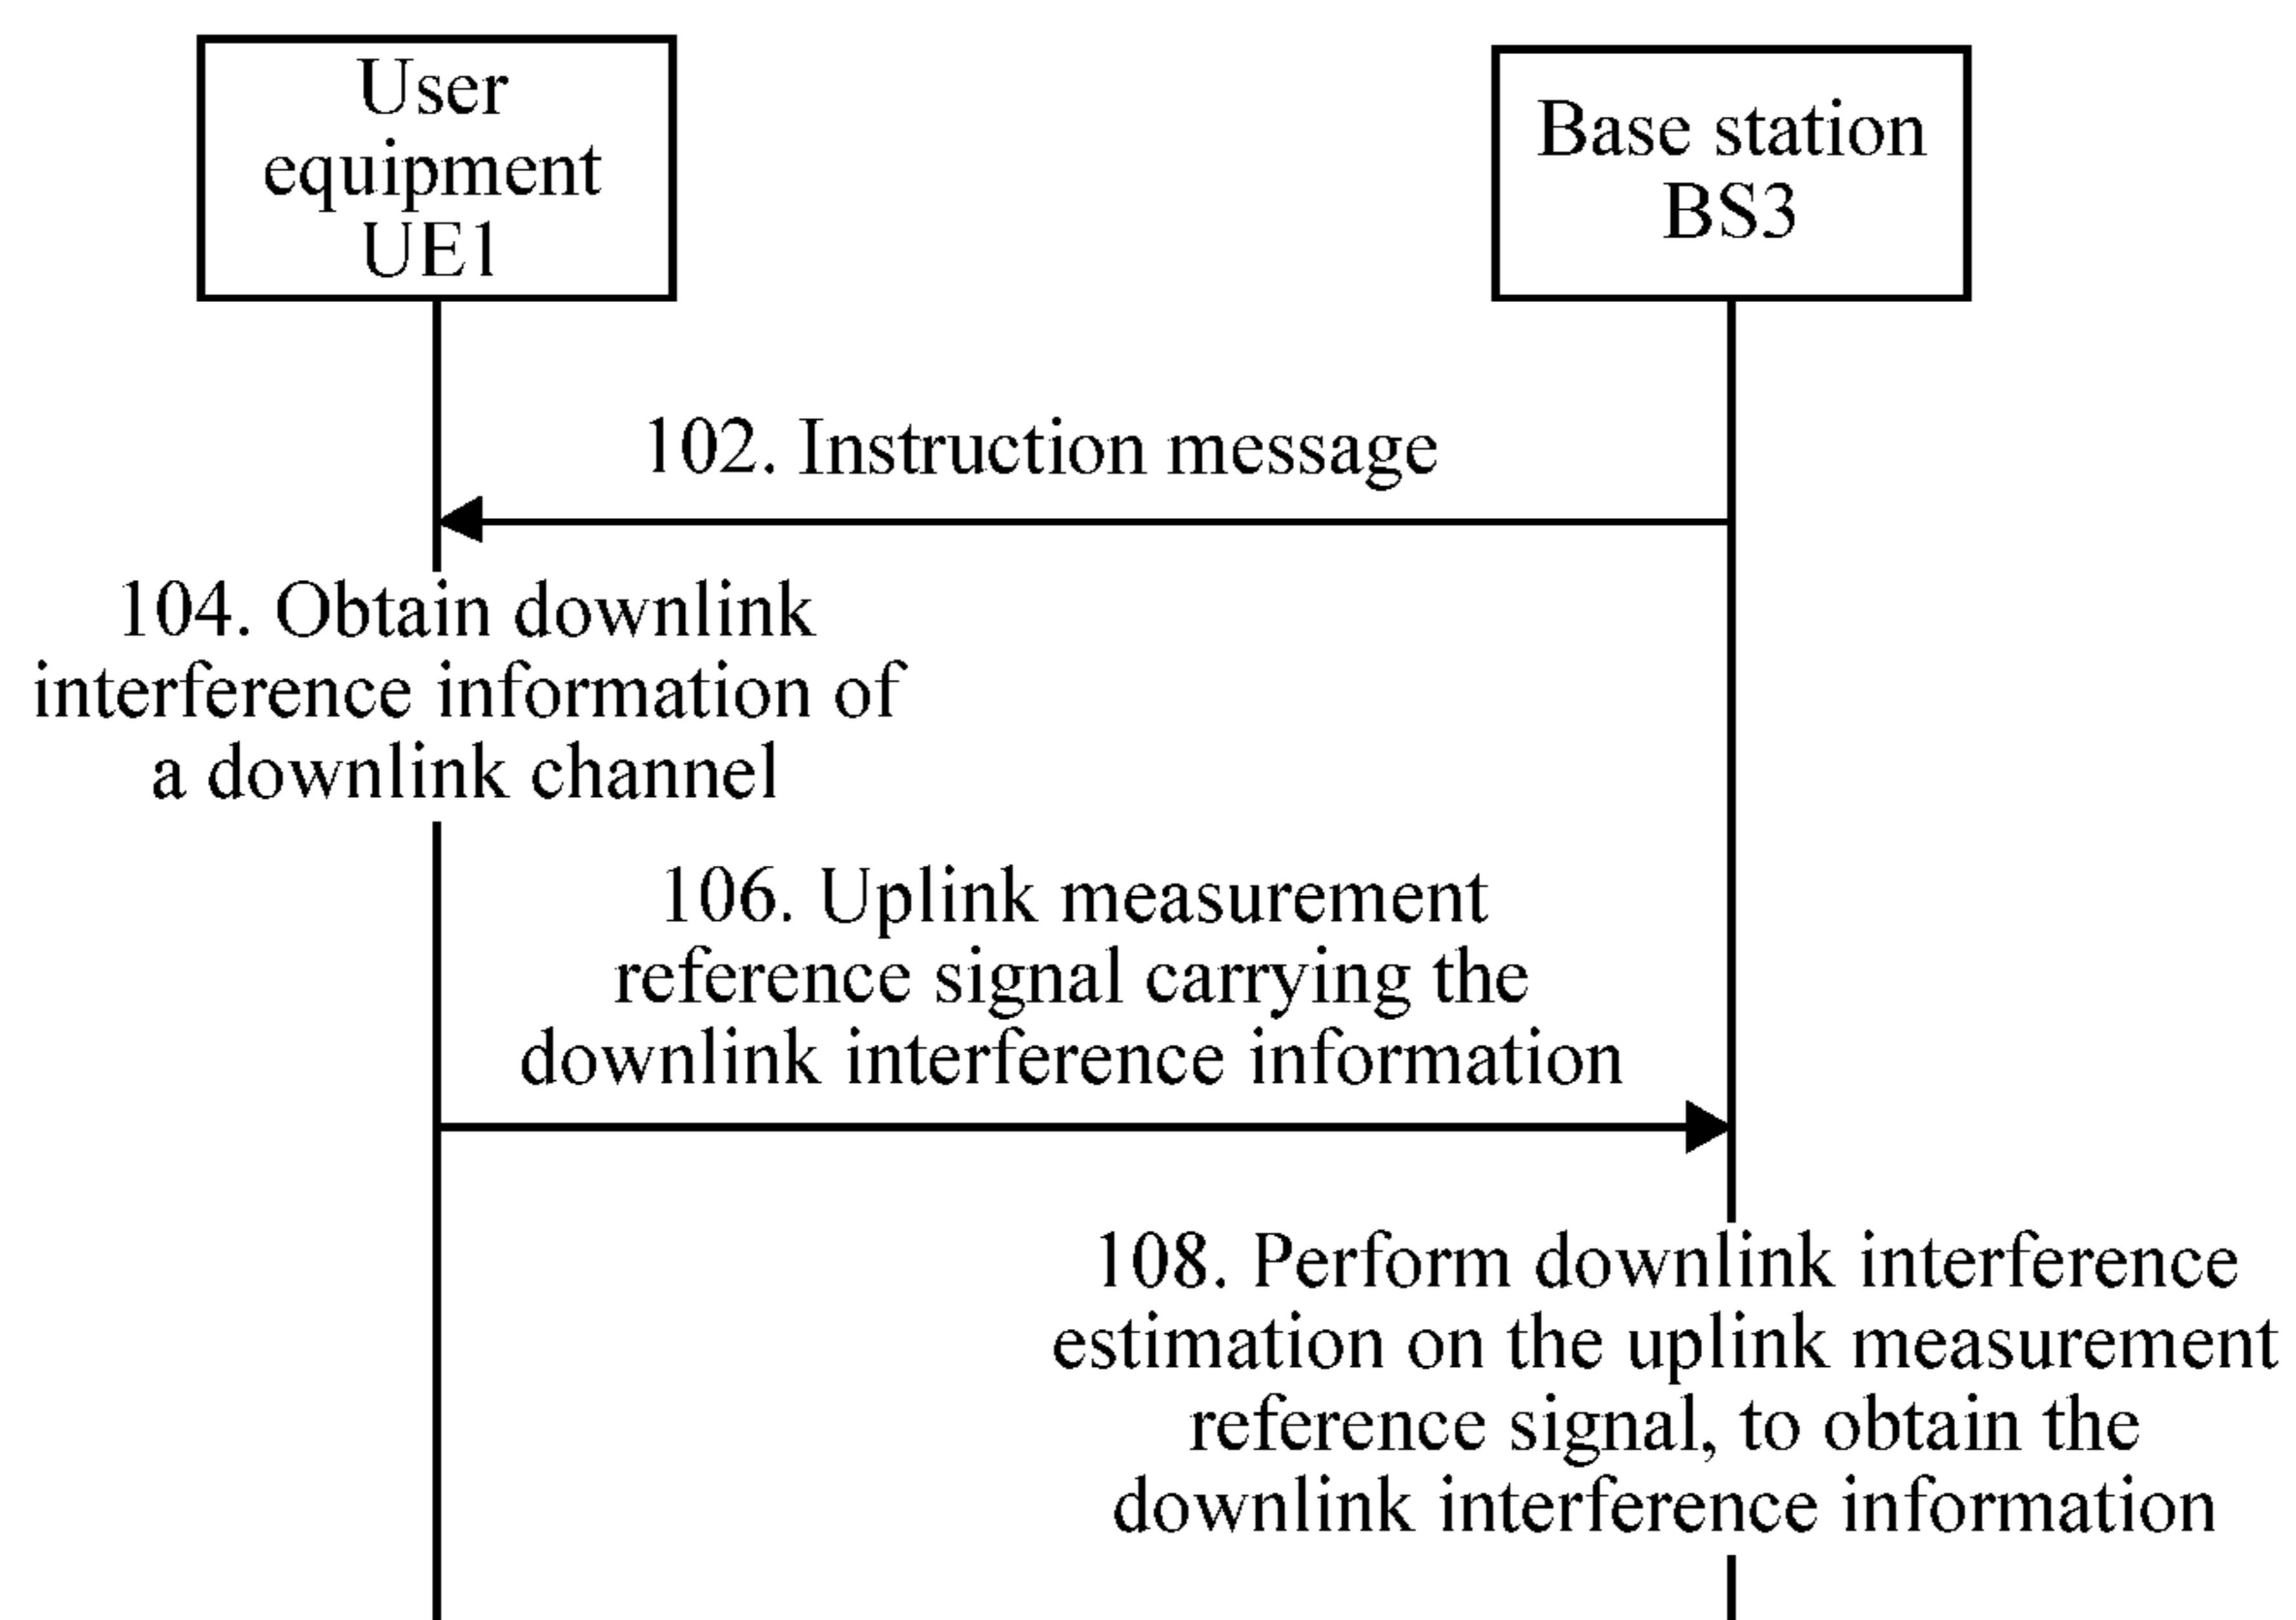 User
equipment
UE1
Base station
BS3
102. Instruction message
104. Obtain downlink
interference information of
a downlink channel
106. Uplink measurement
reference signal carrying the
downlink interference information
108. Perform downlink interference
estimation on the uplink measurement
reference signal, to obtain the
downlink interference information